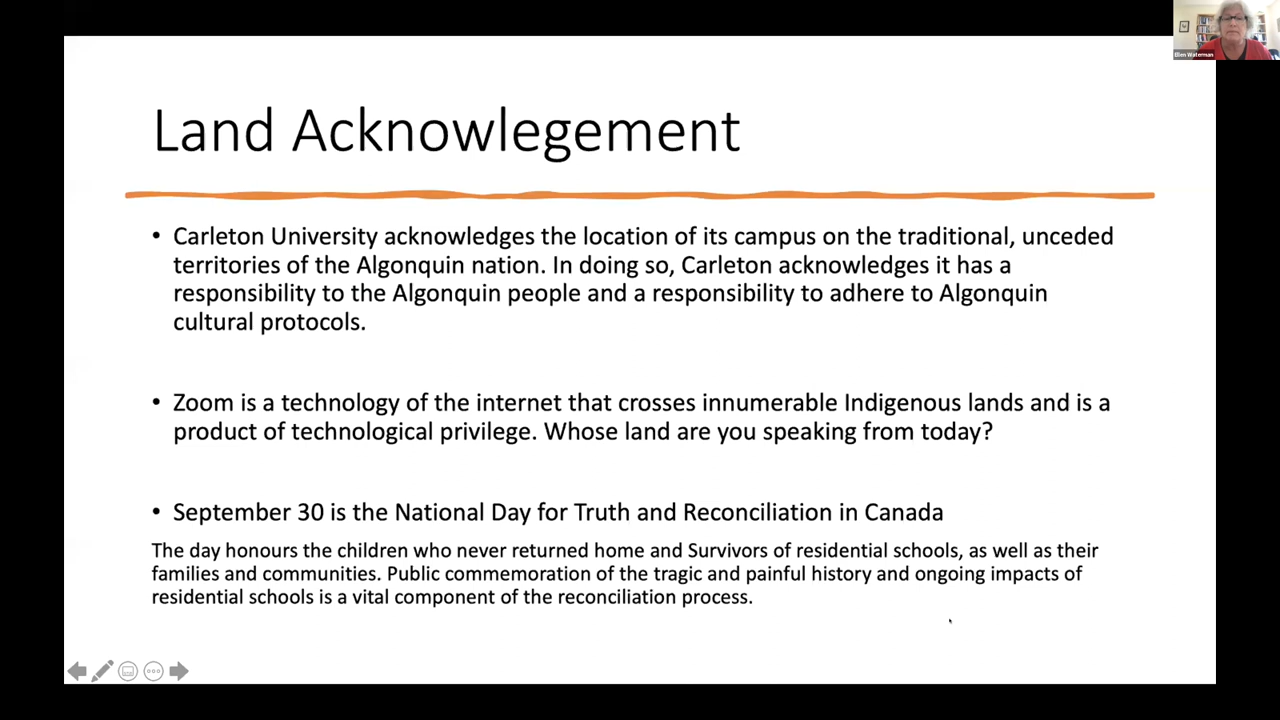 Ellen Waterman
Land Acknowlegement
• Carleton University acknowledges the location of its campus on the traditional, unceded
territories of the Algonquin nation. In doing so, Carleton acknowledges it has a
responsibility to the Algonquin people and a responsibility to adhere to Algonquin
cultural protocols.
• Zoom is a technology of the internet that crosses innumerable Indigenous lands and is a
product of technological privilege. Whose land are you speaking from today?
• September 30 is the National Day for Truth and Reconciliation in Canada
The day honours the children who never returned home and Survivors of residential schools, as well as their
families and communities. Public commemoration of the tragic and painful history and ongoing impacts of
residential schools is a vital component of the reconciliation process.